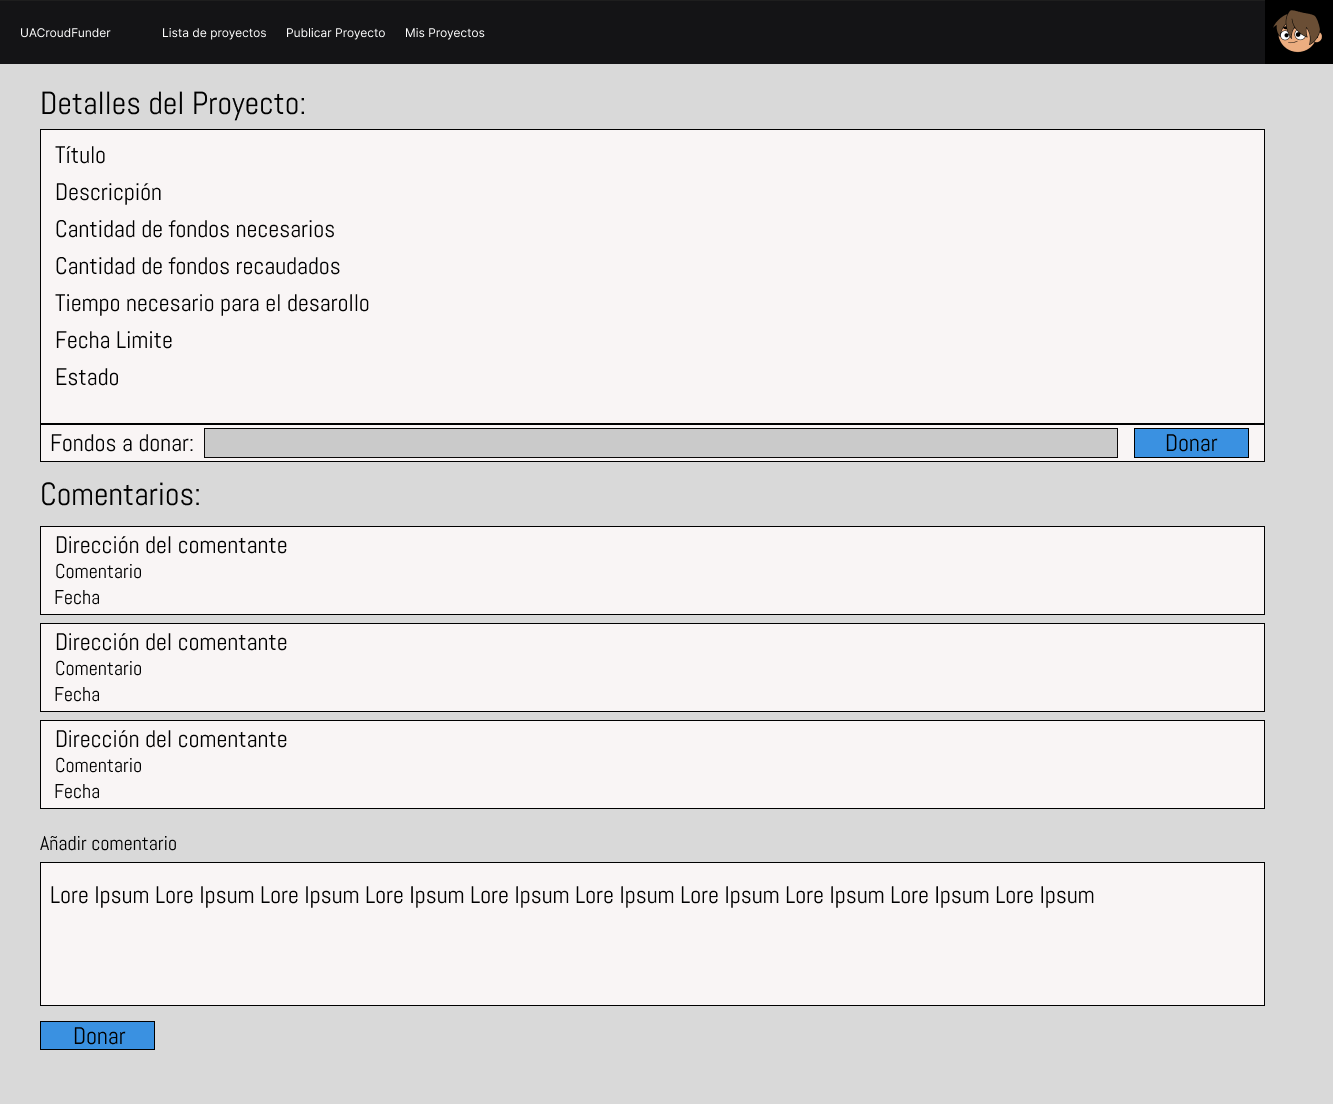 UACroudFunder Lista de proyectos Publicar Proyecto Mis Proyectos
Detalles del Proyecto:
Título
Descricpión
Cantidad de fondos necesarios
Cantidad de fondos recaudados
Tiempo necesario para el desarollo
Fecha Limite
Estado
Fondos a donar: Donar
Comentarios:
Dirección del comentante
Comentario
Fecha
Dirección del comentante
Comentario
Fecha
Dirección del comentante
Comentario
Fecha
Añadir comentario
Lore Ipsum Lore Ipsum Lore Ipsum Lore Ipsum Lore Ipsum Lore Ipsum Lore Ipsum Lore Ipsum Lore Ipsum Lore Ipsum
Donar